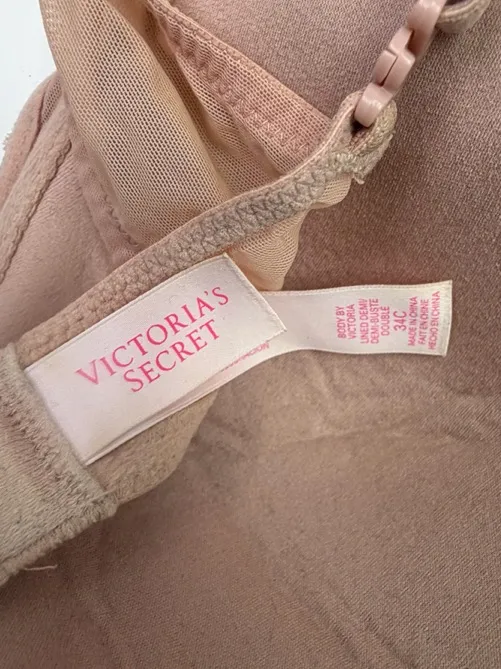 VICTORIA'S
SECRET
BODY BY
VICTORIA
LINED DEMI
DEMI-BUSTE
DOUBLÉ
34C
MADE IN CHINA
FAIT EN CHINE
HECHO EN CHINA